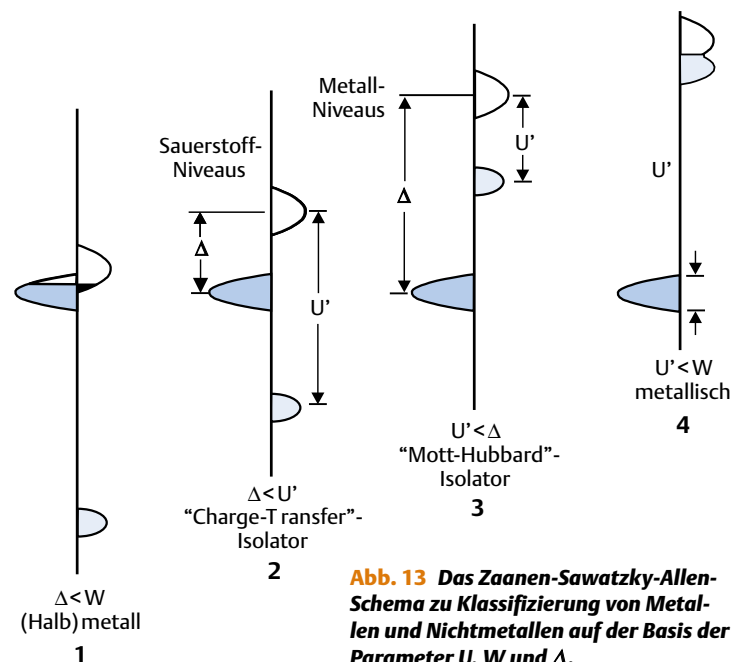 Metall-
Niveaus
U’
Δ
Sauerstoff-
Niveaus
Δ
U’
U’
Δ<W
(Halb)metall
1
Δ<U’
“Charge-T ransfer”-
Isolator
2
U’<Δ
“Mott-Hubbard”-
Isolator
3
U’<W
metallisch
4
Abb. 13 Das Zaanen-Sawatzky-Allen-
Schema zu Klassifizierung von Metal-
len und Nichtmetallen auf der Basis der
Parameter U, W und Δ.